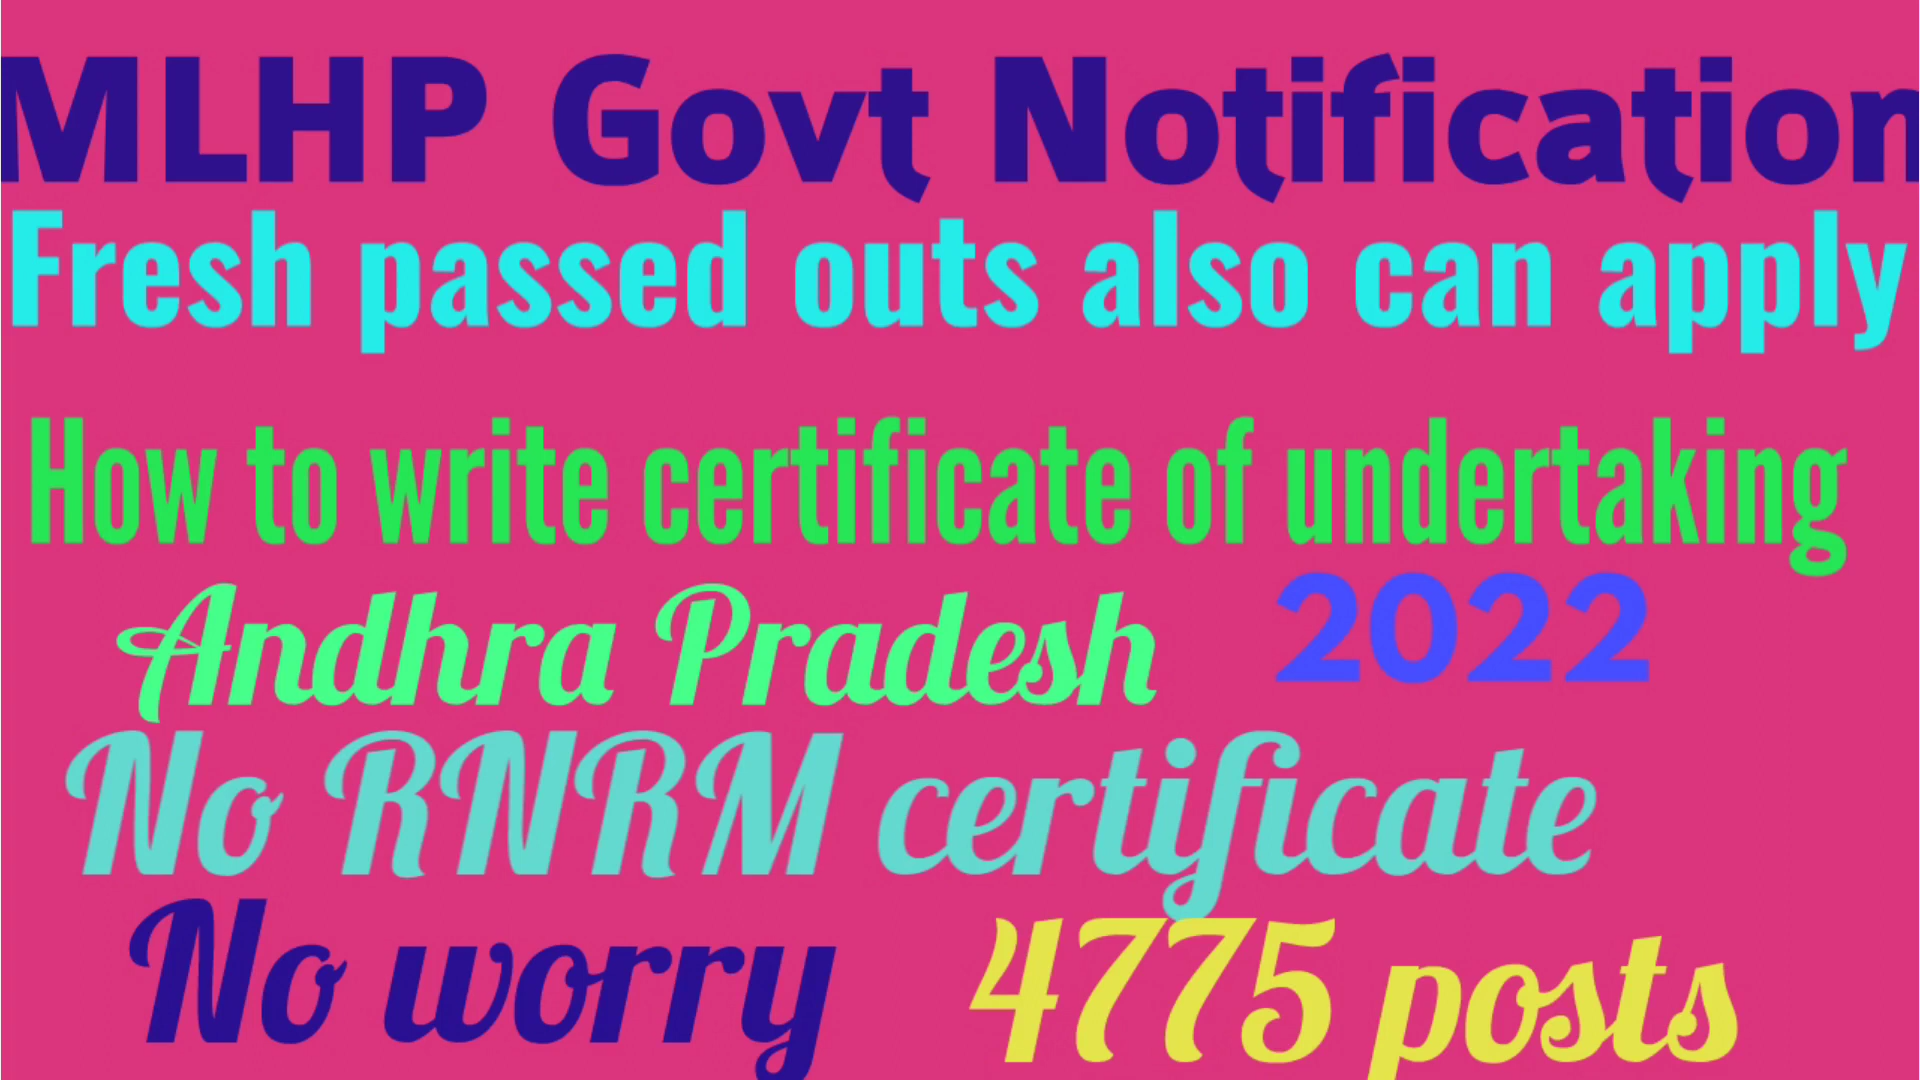 MLHP Govt Notification
Fresh passed outs also can apply
How to write certificate of undertaking
Andhra Pradesh 2022
No RNRM certificate
No worry 4775 posts